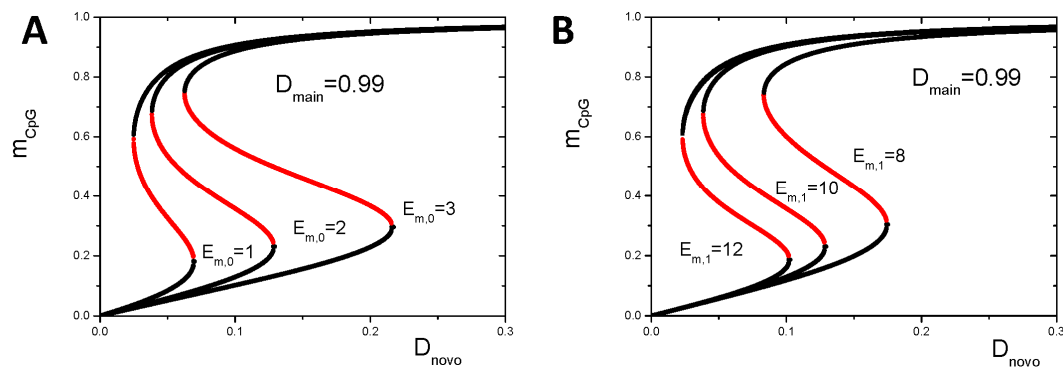 A
1.0
0.8
0.6
0.4
0.2
0.0
m_CpG
D_main=0.99
E_m,0=1
E_m,0=2
E_m,0=3
0.0 0.1 0.2 0.3
D_novo
B
1.0
0.8
0.6
0.4
0.2
0.0
m_CpG
D_main=0.99
E_m,1=8
E_m,1=10
E_m,1=12
0.0 0.1 0.2 0.3
D_novo